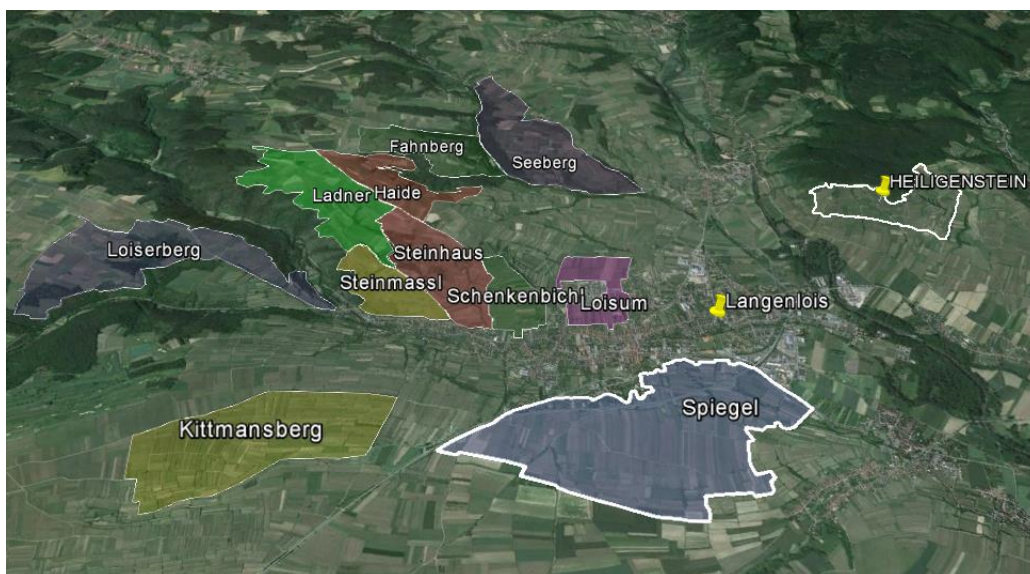 Fahnberg
Seeberg
HEILIGENSTEIN
Ladner
Haide
Loiserberg
Steinhaus
Steinmassl
Schenkenbichl
Loisum
Langenlois
Spiegel
Kittmansberg